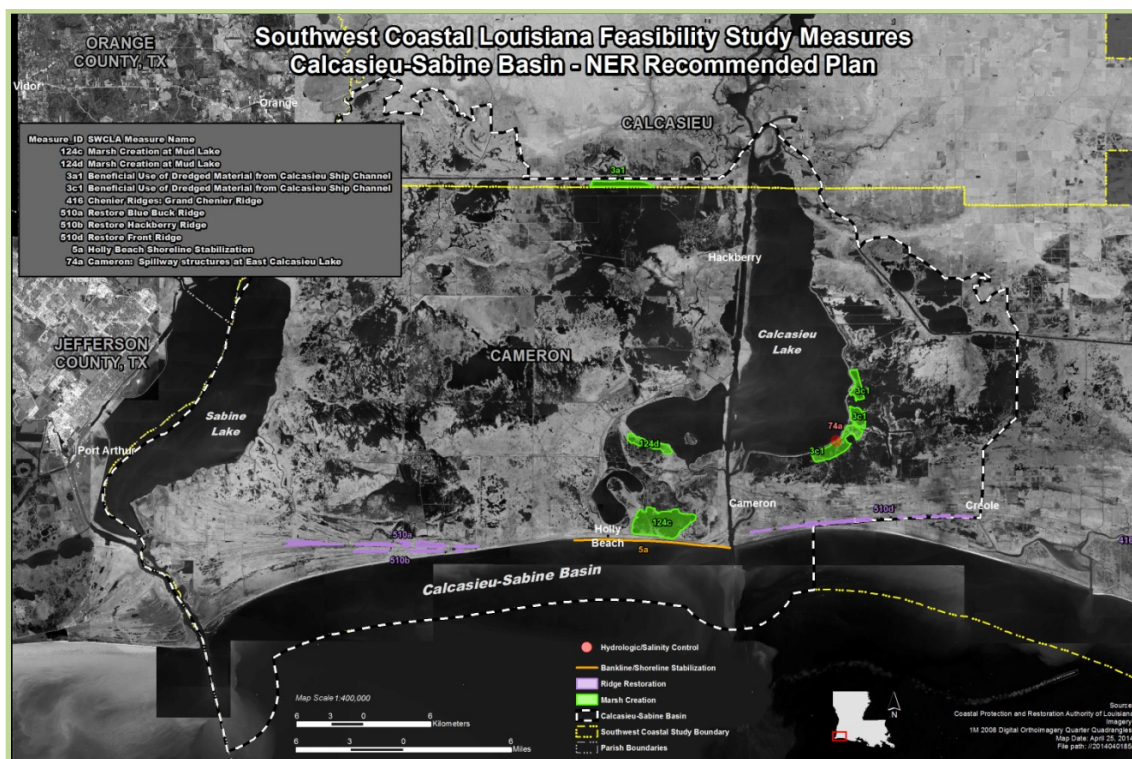 Southwest Coastal Louisiana Feasibility Study Measures
Calcasieu-Sabine Basin - NER Recommended Plan
ORANGE
COUNTY, TX
Vidor
Orange
Measure_ID SWCLA Measure Name
124c Marsh Creation at Mud Lake
124d Marsh Creation at Mud Lake
3a1 Beneficial Use of Dredged Material from Calcasieu Ship Channel
3c1 Beneficial Use of Dredged Material from Calcasieu Ship Channel
416 Chenier Ridges: Grand Chenier Ridge
510a Restore Blue Buck Ridge
510b Restore Hackberry Ridge
510d Restore Front Ridge
5a Holly Beach Shoreline Stabilization
74a Cameron: Spillway structures at East Calcasieu Lake
CALCASIEU
3a1
Hackberry
JEFFERSON
COUNTY, TX
CAMERON
Calcasieu
Lake
Sabine
Lake
Port Arthur
3c1
3c1
74a
3c1
124d
Cameron
Creole
510d
124c
Holly
Beach
5a
510a
510b
416
Calcasieu-Sabine Basin
Hydrologic/Salinity Control
Bankline/Shoreline Stabilization
Ridge Restoration
Marsh Creation
Calcasieu-Sabine Basin
Southwest Coastal Study Boundary
Parish Boundaries
Map Scale 1:400,000
6 3 0 6
Kilometers
6 3 0 6
Miles
N
Source:
Coastal Protection and Restoration Authority of Louisiana
Imagery:
1M 2008 Digital Orthoimagery Quarter Quadrangles
Map Date: April 25, 2014